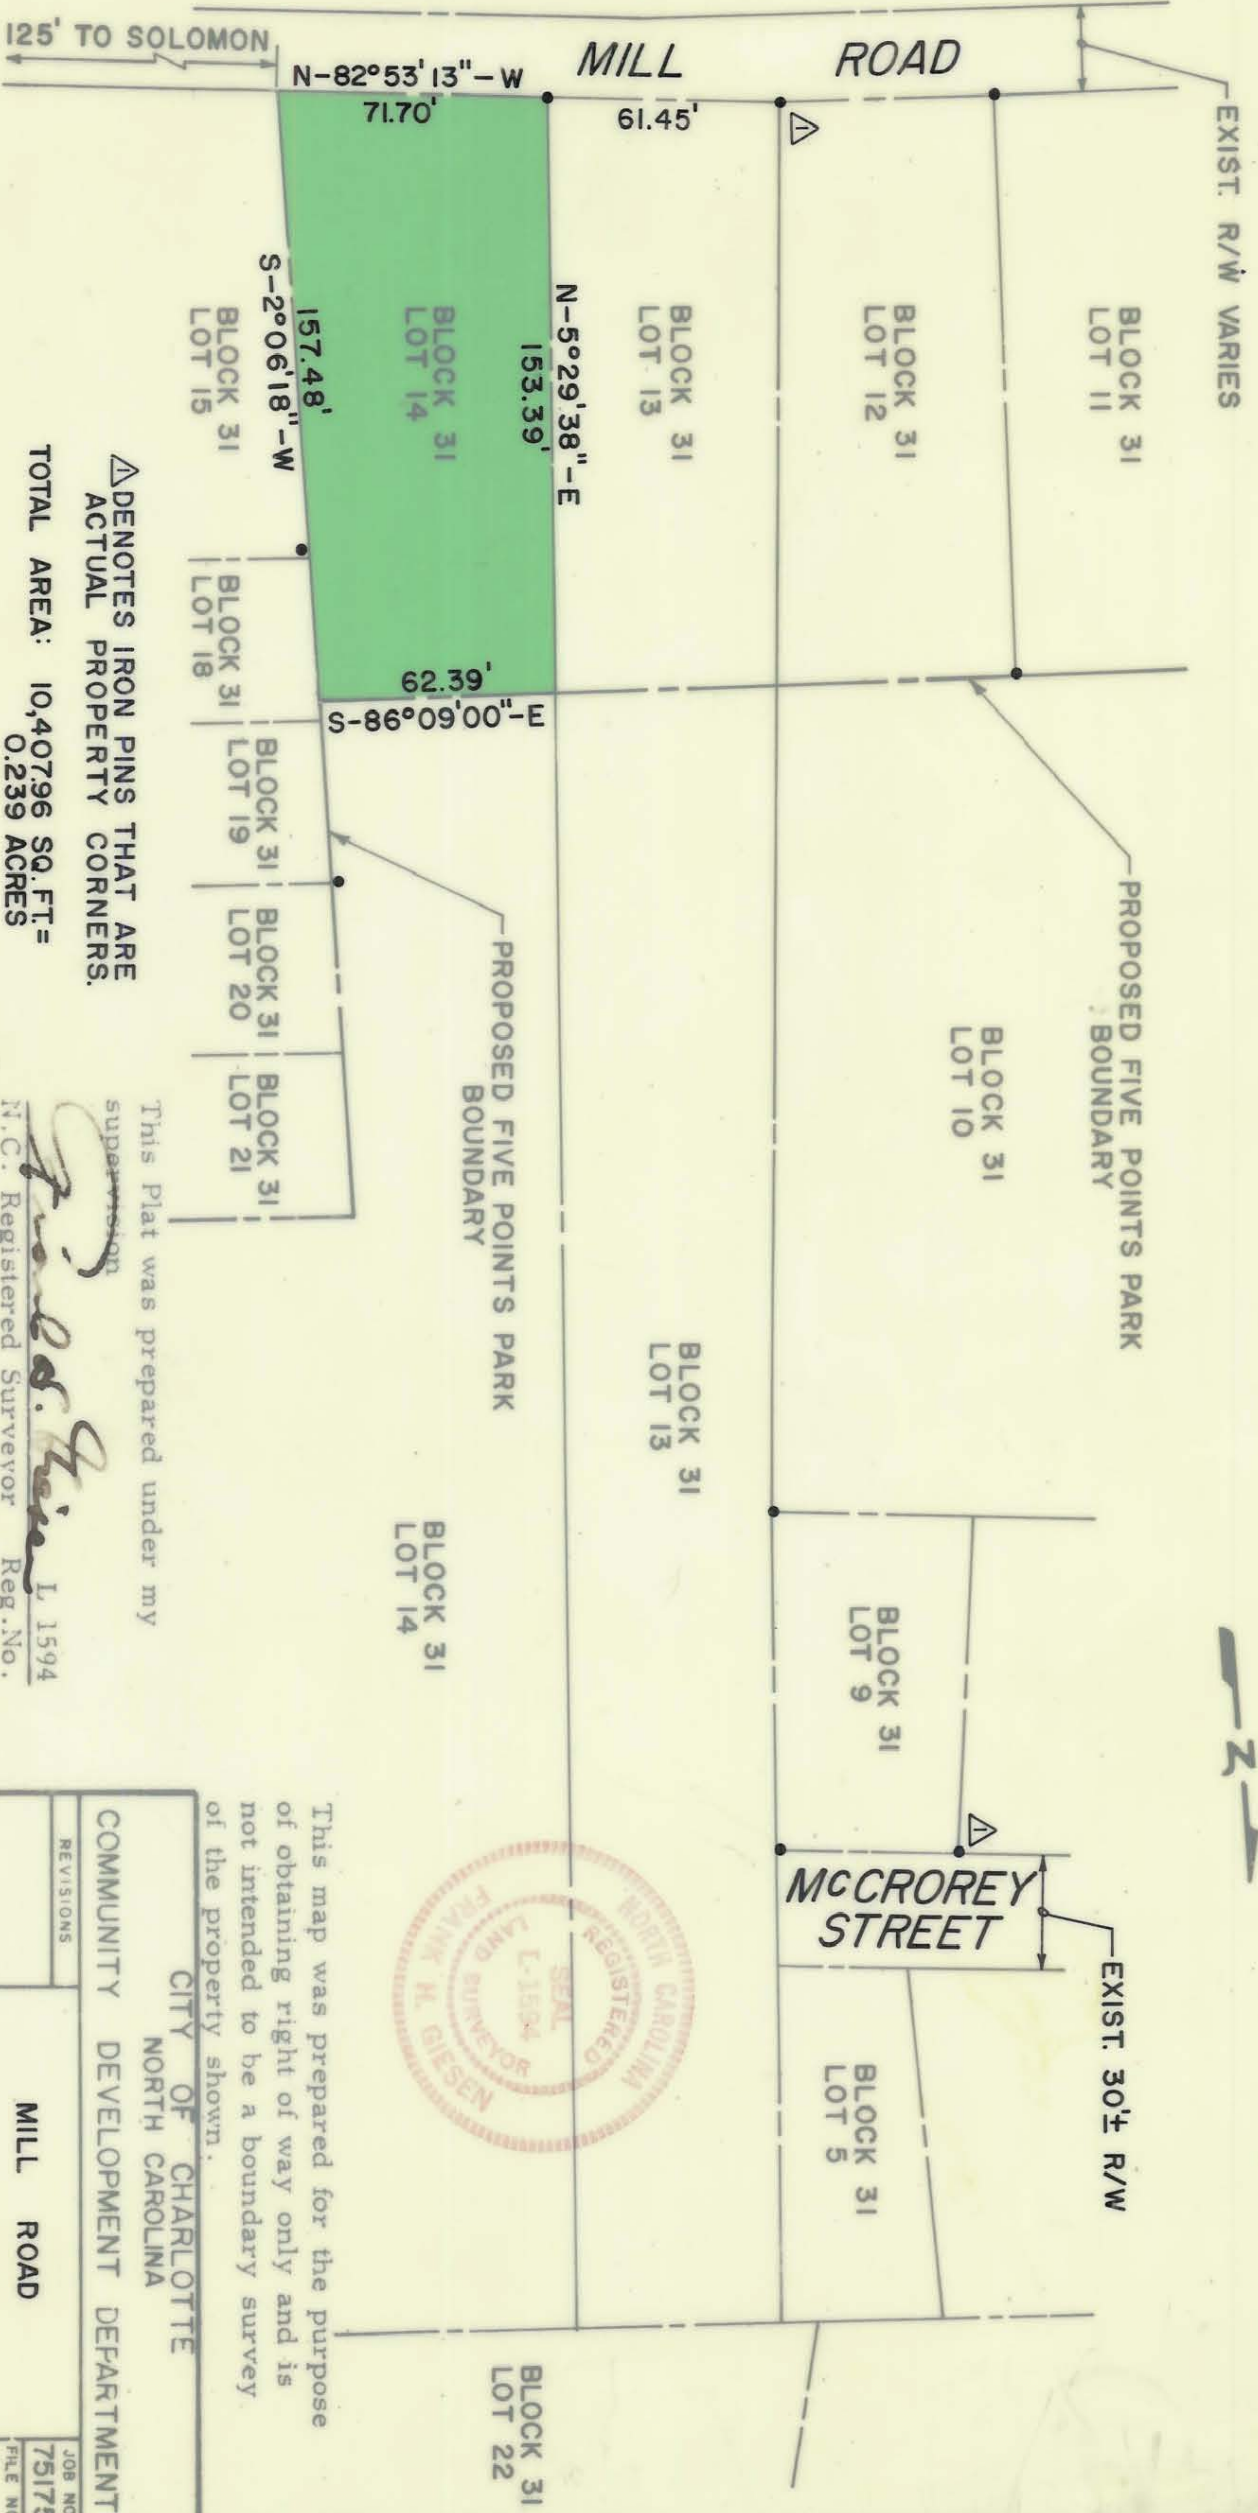 125' TO SOLOMON
N-82°53'13"-W
71.70'
MILL ROAD
61.45'
△1
EXIST. R/W VARIES
BLOCK 31
LOT 11
BLOCK 31
LOT 12
BLOCK 31
LOT 13
N-5°29'38"-E
153.39'
BLOCK 31
LOT 14
157.48'
S-2°06'18"-W
BLOCK 31
LOT 15
62.39'
S-86°09'00"-E
BLOCK 31
LOT 18
BLOCK 31
LOT 19
BLOCK 31
LOT 20
BLOCK 31
LOT 21
PROPOSED FIVE POINTS PARK
BOUNDARY
PROPOSED FIVE POINTS PARK
BOUNDARY
BLOCK 31
LOT 10
BLOCK 31
LOT 13
BLOCK 31
LOT 14
BLOCK 31
LOT 9
△1
McCROREY
STREET
EXIST. 30'± R/W
BLOCK 31
LOT 5
BLOCK 31
LOT 22
Z
△1 DENOTES IRON PINS THAT ARE
ACTUAL PROPERTY CORNERS.
TOTAL AREA: 10,407.96 SQ.FT.=
0.239 ACRES
This Plat was prepared under my
supervision
L 1594
N.C. Registered Surveyor Reg.No.
NORTH CAROLINA
REGISTERED
SEAL
L-1594
LAND SURVEYOR
FRANK H. GIESEN
This map was prepared for the purpose
of obtaining right of way only and is
not intended to be a boundary survey
of the property shown.
CITY OF CHARLOTTE
NORTH CAROLINA
COMMUNITY DEVELOPMENT DEPARTMENT
REVISIONS
MILL ROAD
JOB NO
75175
FILE NO